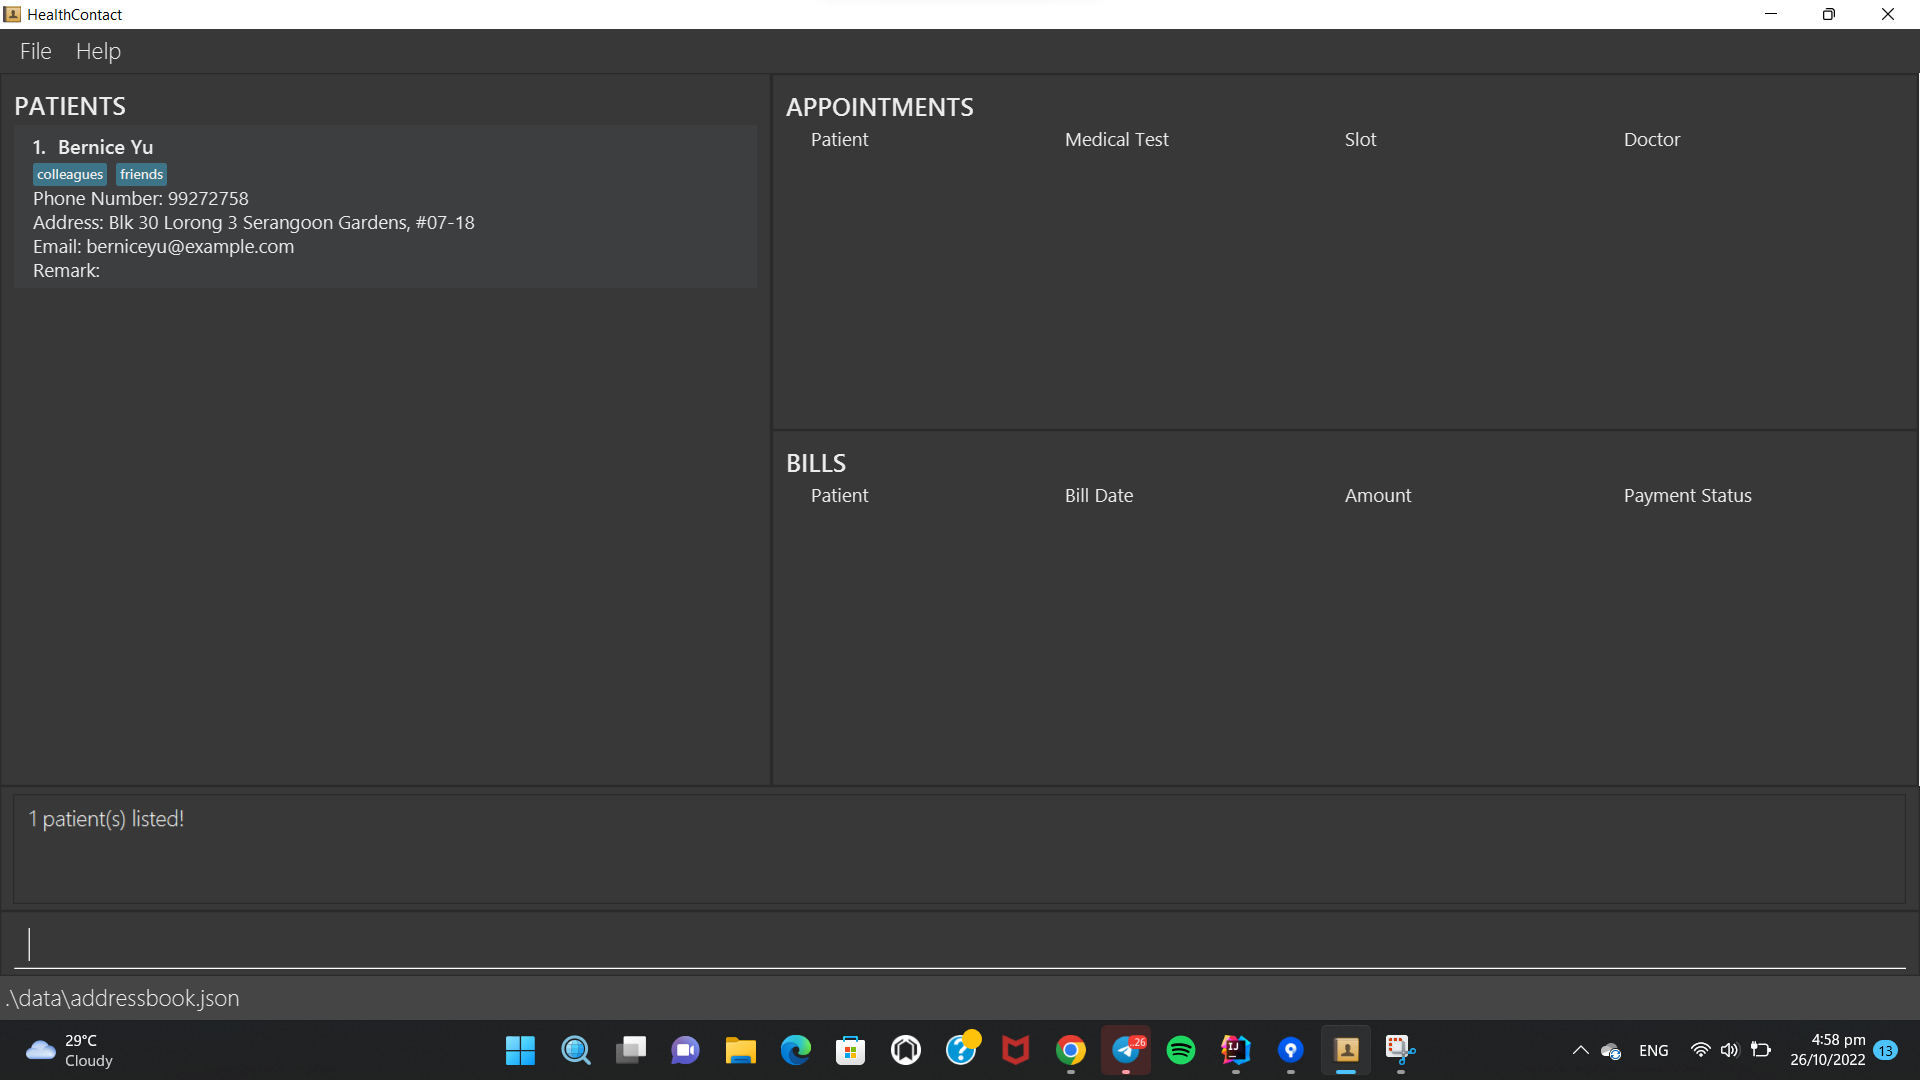 HealthContact
File Help
PATIENTS
1. Bernice Yu
colleagues friends
Phone Number: 99272758
Address: Blk 30 Lorong 3 Serangoon Gardens, #07-18
Email: berniceyu@example.com
Remark:
APPOINTMENTS
Patient Medical Test Slot Doctor
BILLS
Patient Bill Date Amount Payment Status
1 patient(s) listed!
.\data\addressbook.json
29°C
Cloudy
26
IJ
ENG
4:58 pm
26/10/2022
13